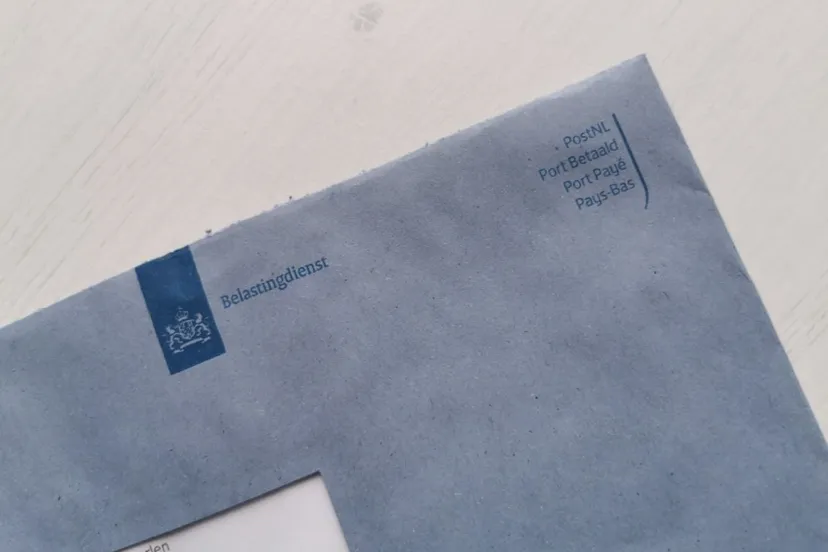 Belastingdienst
PostNL
Port Betaald
Port Payé
Pays-Bas